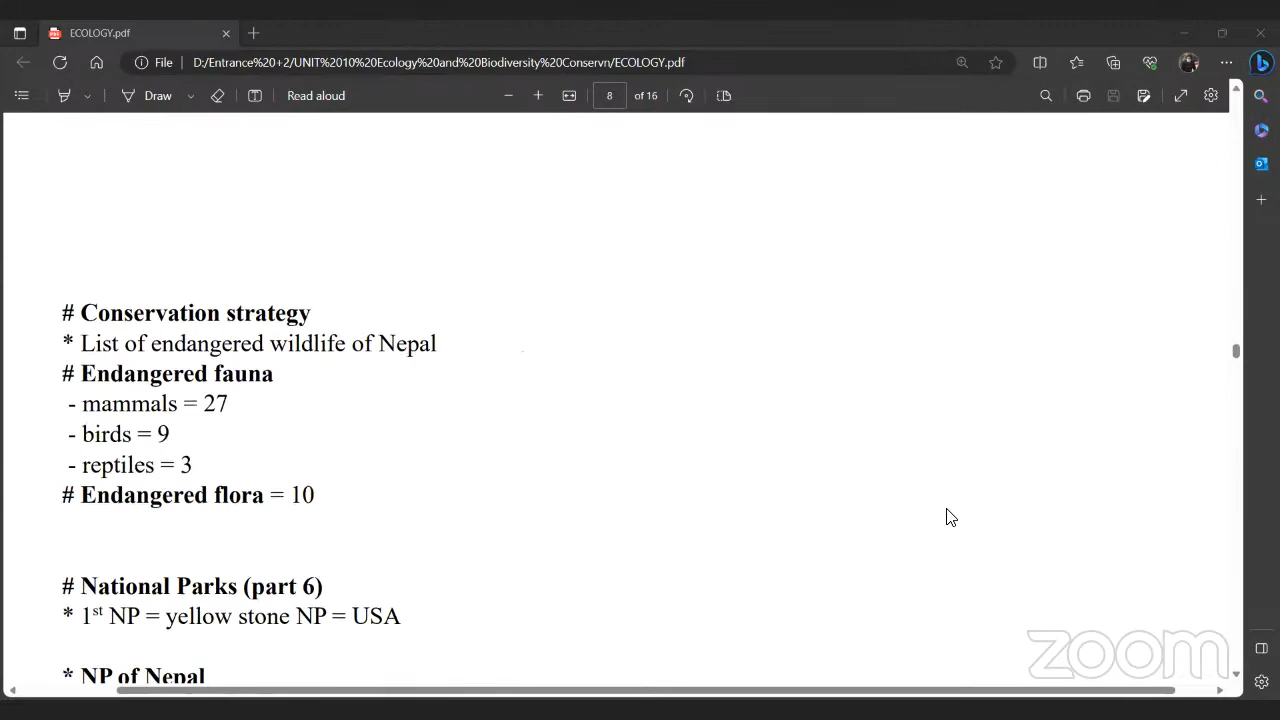 ECOLOGY.pdf
File | D:/Entrance%20+2/UNIT%2010%20Ecology%20and%20Biodiversity%20Conservn/ECOLOGY.pdf
Draw Read aloud 8 of 16
# Conservation strategy
* List of endangered wildlife of Nepal
# Endangered fauna
- mammals = 27
- birds = 9
- reptiles = 3
# Endangered flora = 10
# National Parks (part 6)
* 1st NP = yellow stone NP = USA
* NP of Nepal
zoom